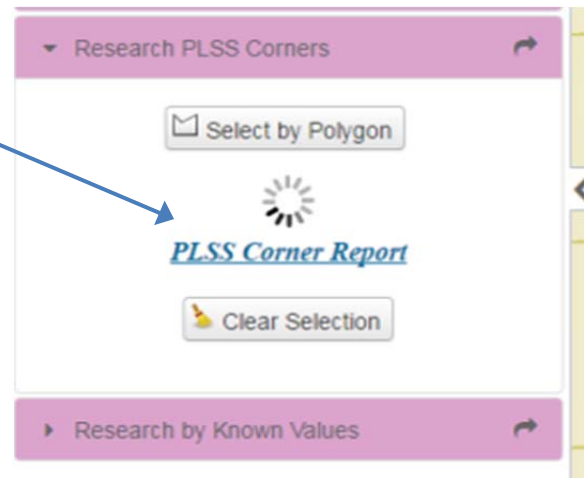 Research PLSS Corners
Select by Polygon
PLSS Corner Report
Clear Selection
Research by Known Values